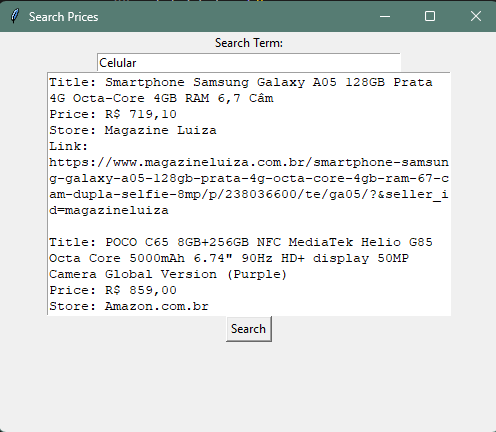 Search Prices
Search Term:
Celular
Title: Smartphone Samsung Galaxy A05 128GB Prata
4G Octa-Core 4GB RAM 6,7 Câm
Price: R$ 719,10
Store: Magazine Luiza
Link:
https://www.magazineluiza.com.br/smartphone-samsun
g-galaxy-a05-128gb-prata-4g-octa-core-4gb-ram-67-c
am-dupla-selfie-8mp/p/238036600/te/ga05/?&seller_i
d=magazineluiza
Title: POCO C65 8GB+256GB NFC MediaTek Helio G85
Octa Core 5000mAh 6.74" 90Hz HD+ display 50MP
Camera Global Version (Purple)
Price: R$ 859,00
Store: Amazon.com.br
Search